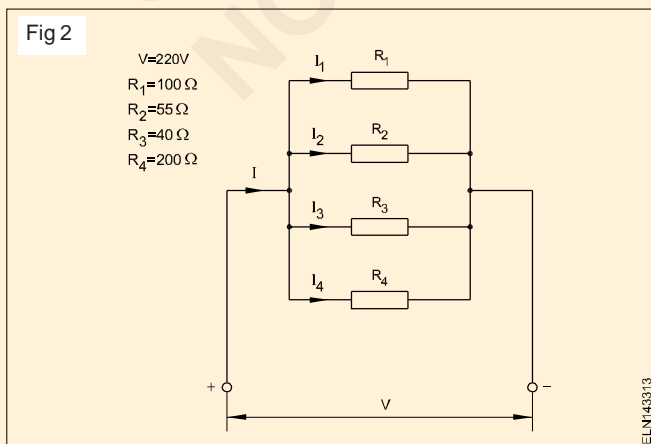 Fig 2
V=220V
R1=100 Ω
R2=55 Ω
R3=40 Ω
R4=200 Ω
I
I1 R1
I2 R2
I3 R3
I4 R4
+ -
V
ELN143313
NO